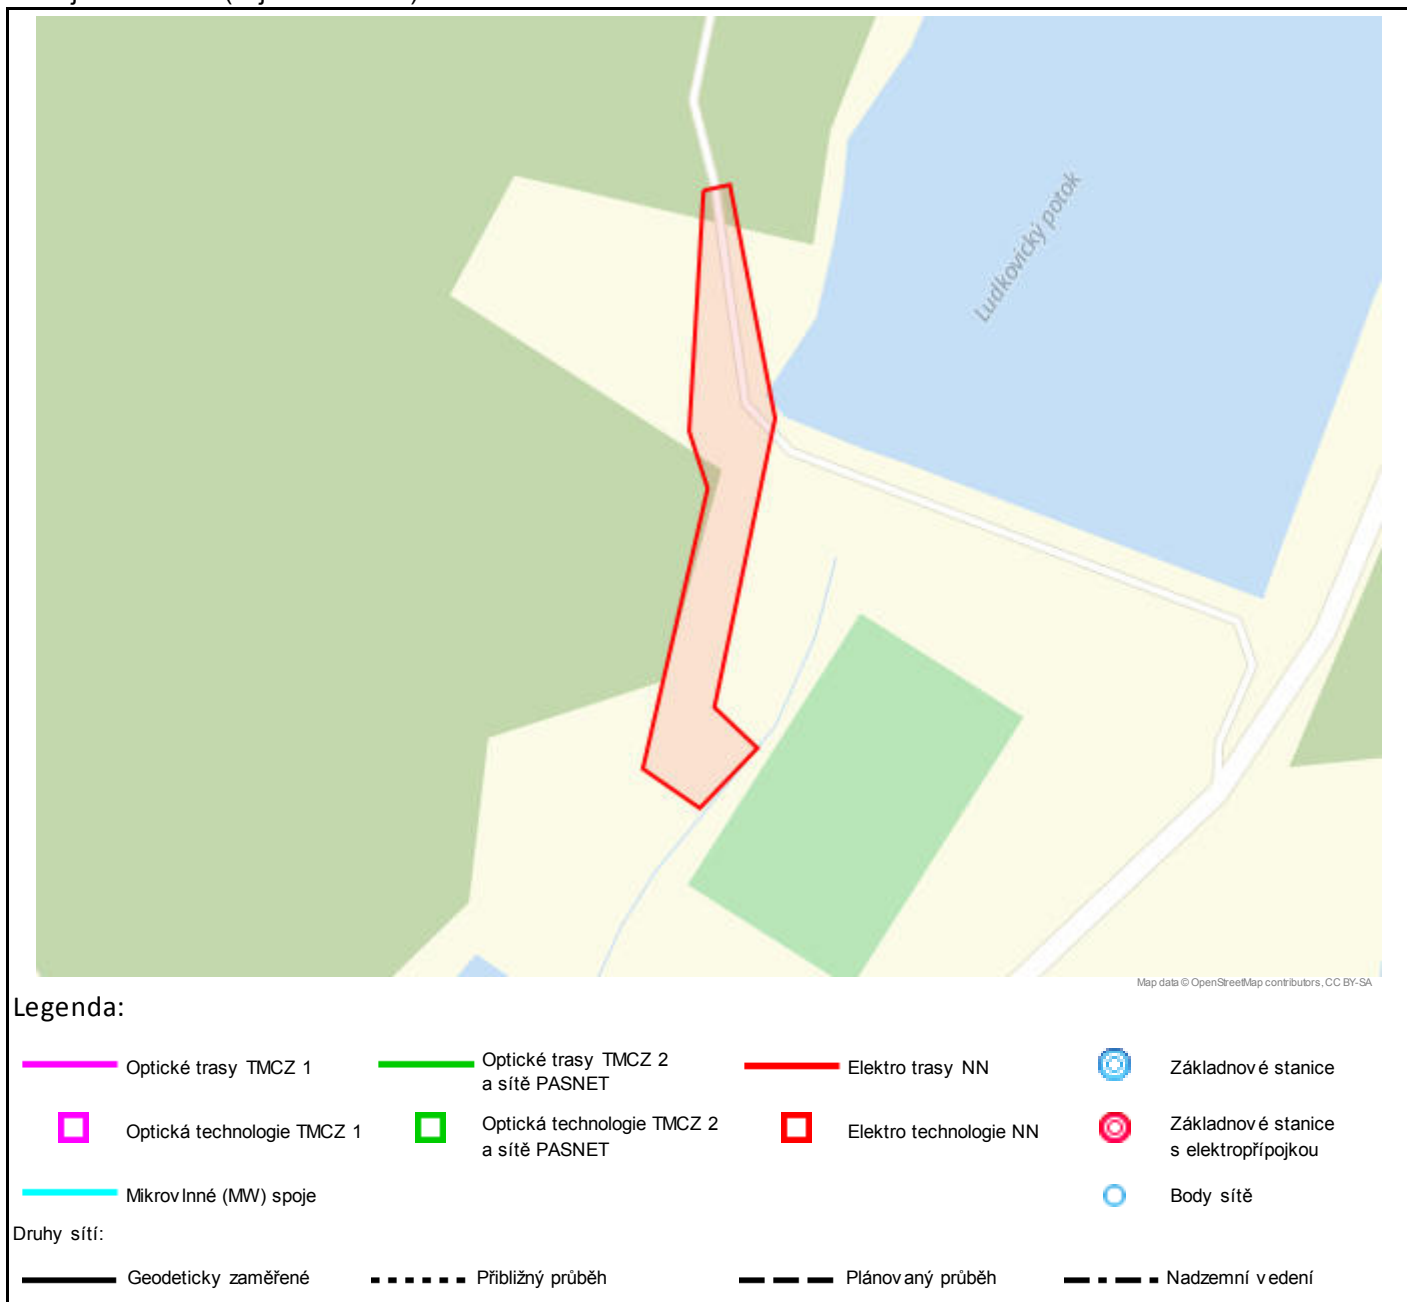 Ludkovický potok
Map data © OpenStreetMap contributors, CC BY-SA
Legenda:
Optické trasy TMCZ 1
Optické trasy TMCZ 2
a sítě PASNET
Elektro trasy NN
Základnové stanice
Optická technologie TMCZ 1
Optická technologie TMCZ 2
a sítě PASNET
Elektro technologie NN
Základnové stanice
s elektropřípojkou
Mikrovlnné (MW) spoje
Body sítě
Druhy sítí:
Geodeticky zaměřené
Přibližný průběh
Plánovaný průběh
Nadzemní vedení